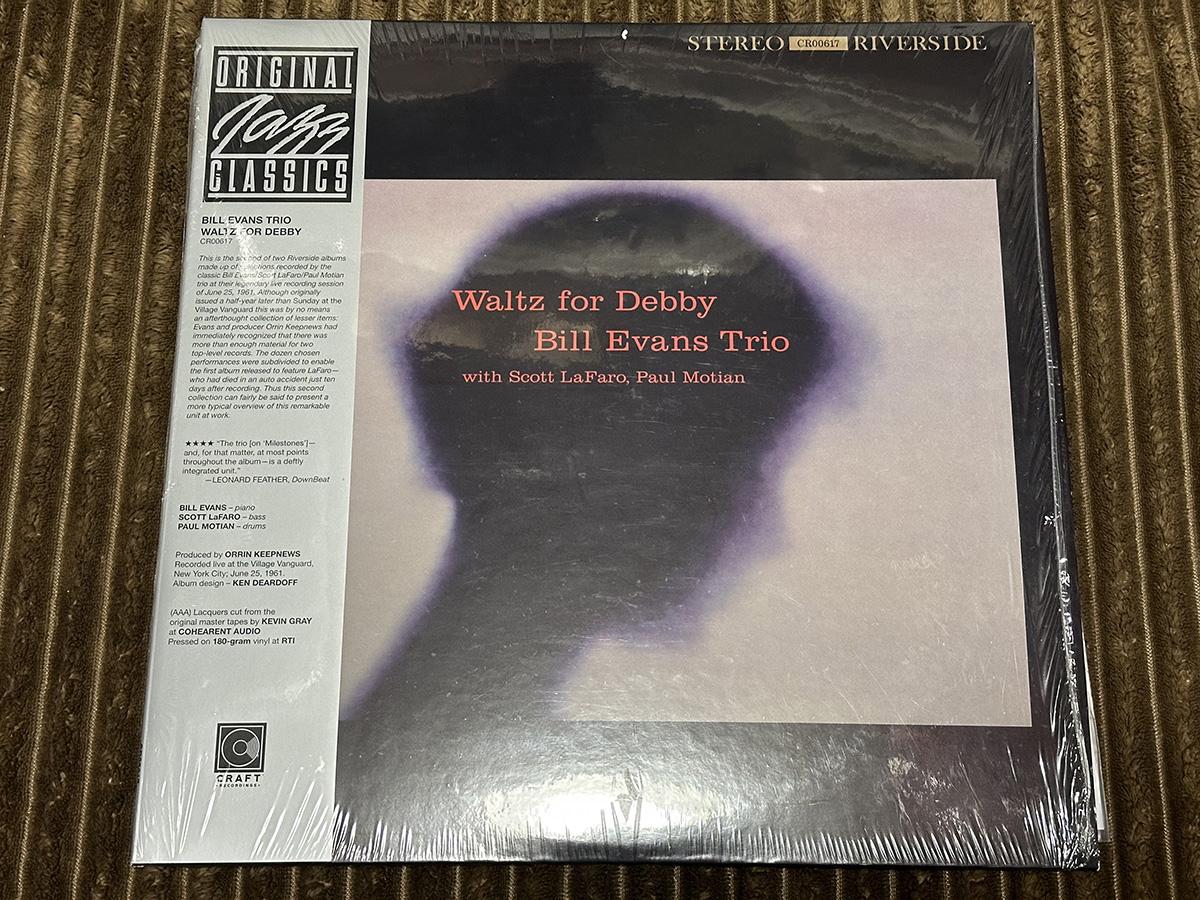 STEREO CR00617 RIVERSIDE
ORIGINAL
Jazz
CLASSICS
BILL EVANS TRIO
WALTZ FOR DEBBY
CR00617
This is the second of two Riverside albums
made up of selections recorded by the
classic Bill Evans/Scott LaFaro/Paul Motian
trio at their legendary live recording session
of June 25, 1961. Although originally
issued a half-year later than Sunday at the
Village Vanguard this was by no means
an afterthought collection of lesser items:
Evans and producer Orrin Keepnews had
immediately recognized that there was
more than enough material for two
top-level records. The dozen chosen
performances were subdivided to enable
the first album released to feature LaFaro—
who had died in an auto accident just ten
days after recording. Thus this second
collection can fairly be said to present a
more typical overview of this remarkable
unit at work.
★★★★ “The trio [on ‘Milestones’]—
and, for that matter, at most points
throughout the album—is a deftly
integrated unit.”
—LEONARD FEATHER, DownBeat
BILL EVANS – piano
SCOTT LaFARO – bass
PAUL MOTIAN – drums
Produced by ORRIN KEEPNEWS
Recorded live at the Village Vanguard,
New York City; June 25, 1961.
Album design – KEN DEARDOFF
(AAA) Lacquers cut from the
original master tapes by KEVIN GRAY
at COHEARENT AUDIO
Pressed on 180-gram vinyl at RTI
CRAFT
RECORDINGS
Waltz for Debby
Bill Evans Trio
with Scott LaFaro, Paul Motian